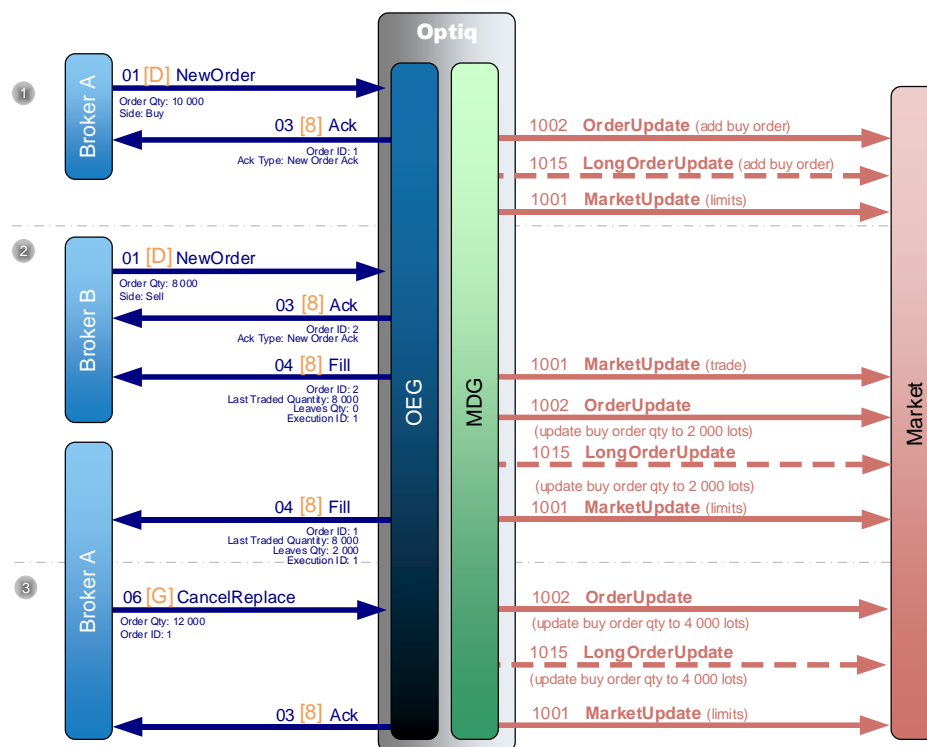 Optiq
1
Broker A
01 [D] NewOrder
Order Qty: 10 000
Side: Buy
03 [8] Ack
Order ID: 1
Ack Type: New Order Ack
1002 OrderUpdate (add buy order)
1015 LongOrderUpdate (add buy order)
1001 MarketUpdate (limits)
2
Broker B
01 [D] NewOrder
Order Qty: 8 000
Side: Sell
03 [8] Ack
Order ID: 2
Ack Type: New Order Ack
04 [8] Fill
Order ID: 2
Last Traded Quantity: 8 000
Leaves Qty: 0
Execution ID: 1
OEG
MDG
Market
1001 MarketUpdate (trade)
1002 OrderUpdate
(update buy order qty to 2 000 lots)
1015 LongOrderUpdate
(update buy order qty to 2 000 lots)
1001 MarketUpdate (limits)
Broker A
04 [8] Fill
Order ID: 1
Last Traded Quantity: 8 000
Leaves Qty: 2 000
Execution ID: 1
3
06 [G] CancelReplace
Order Qty: 12 000
Order ID: 1
1002 OrderUpdate
(update buy order qty to 4 000 lots)
1015 LongOrderUpdate
(update buy order qty to 4 000 lots)
03 [8] Ack
1001 MarketUpdate (limits)